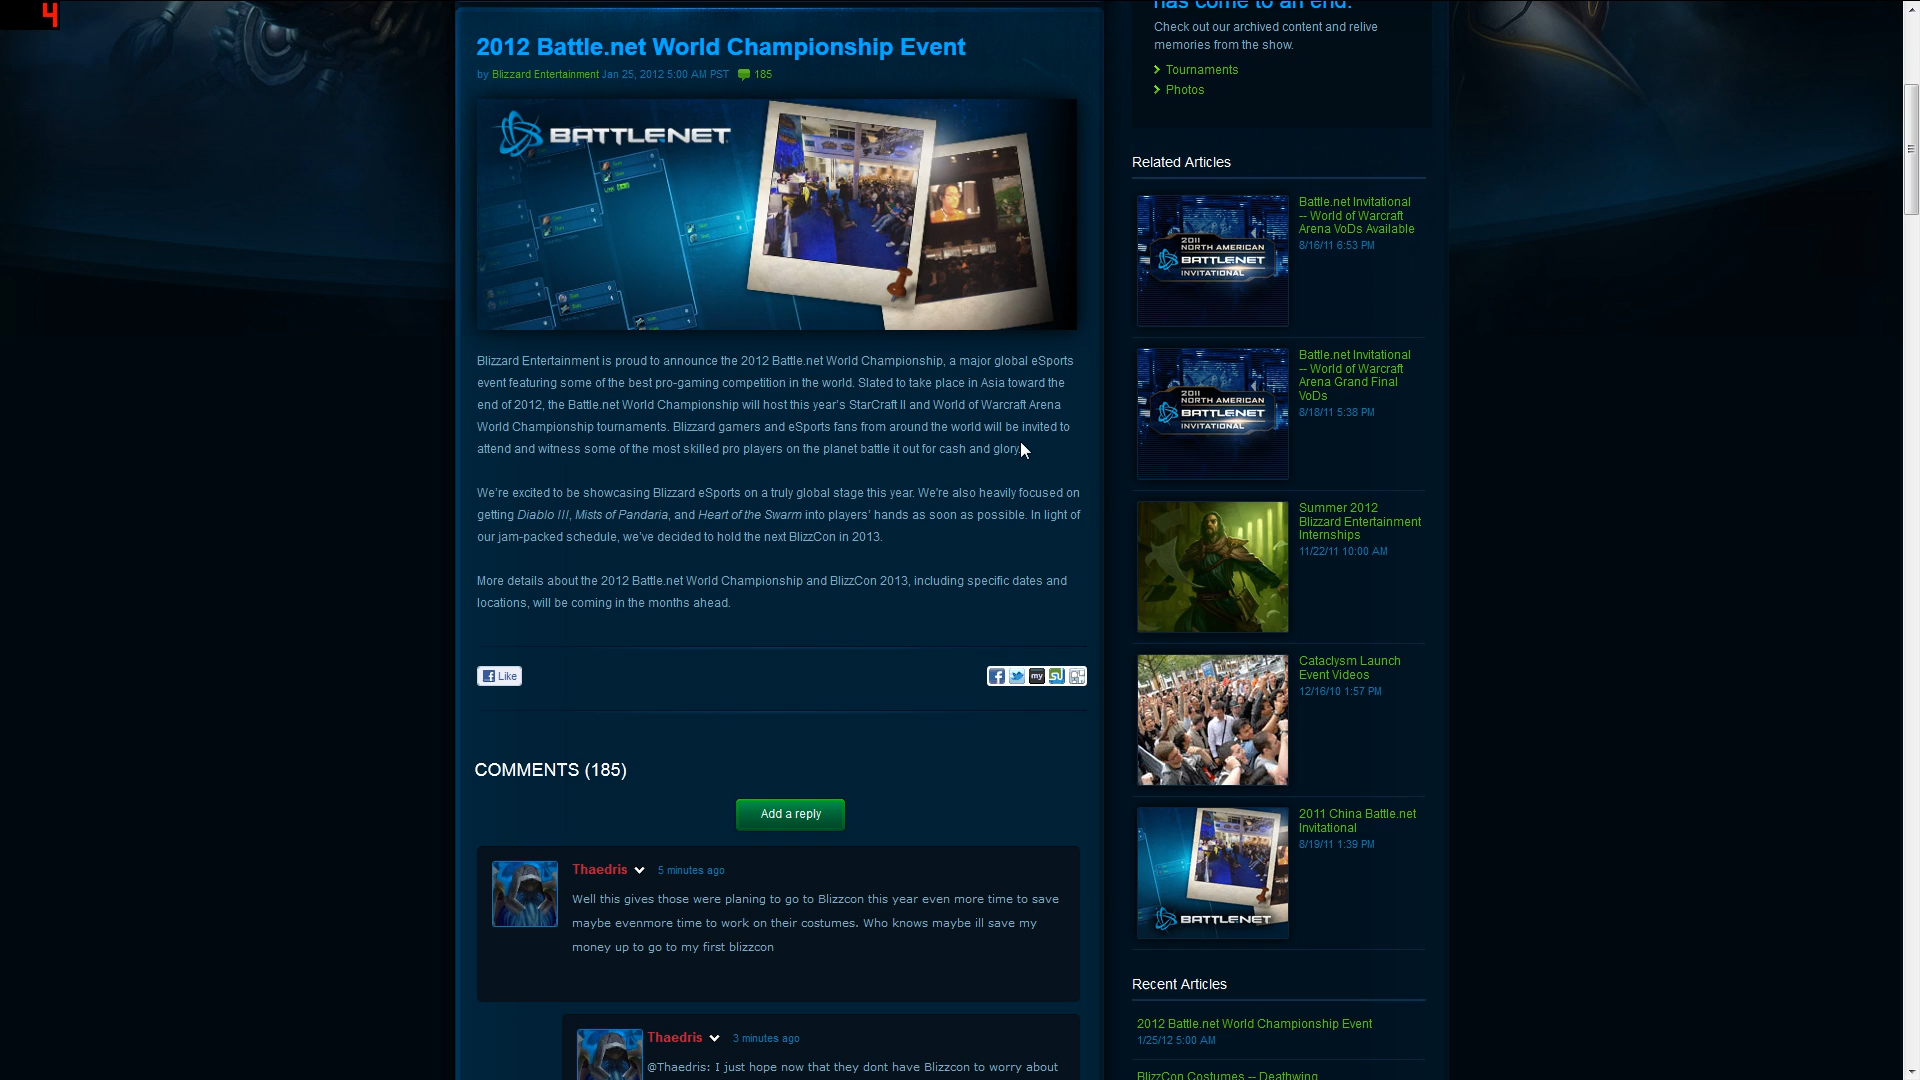 4
has come to an end.
Check out our archived content and relive
memories from the show.
Tournaments
Photos
2012 Battle.net World Championship Event
by Blizzard Entertainment Jan 25, 2012 5:00 AM PST 185
BATTLE.NET
Blizzard Entertainment is proud to announce the 2012 Battle.net World Championship, a major global eSports
event featuring some of the best pro-gaming competition in the world. Slated to take place in Asia toward the
end of 2012, the Battle.net World Championship will host this year's StarCraft II and World of Warcraft Arena
World Championship tournaments. Blizzard gamers and eSports fans from around the world will be invited to
attend and witness some of the most skilled pro players on the planet battle it out for cash and glory.
We're excited to be showcasing Blizzard eSports on a truly global stage this year. We're also heavily focused on
getting Diablo III, Mists of Pandaria, and Heart of the Swarm into players' hands as soon as possible. In light of
our jam-packed schedule, we've decided to hold the next BlizzCon in 2013.
More details about the 2012 Battle.net World Championship and BlizzCon 2013, including specific dates and
locations, will be coming in the months ahead.
Like
my
COMMENTS (185)
Add a reply
Thaedris 5 minutes ago
Well this gives those were planing to go to Blizzcon this year even more time to save
maybe evenmore time to work on their costumes. Who knows maybe ill save my
money up to go to my first blizzcon
Thaedris 3 minutes ago
@Thaedris: I just hope now that they dont have Blizzcon to worry about
Related Articles
2011
NORTH AMERICAN
BATTLE.NET
INVITATIONAL
Battle.net Invitational
-- World of Warcraft
Arena VoDs Available
8/16/11 6:53 PM
2011
NORTH AMERICAN
BATTLE.NET
INVITATIONAL
Battle.net Invitational
-- World of Warcraft
Arena Grand Final
VoDs
8/18/11 5:38 PM
Summer 2012
Blizzard Entertainment
Internships
11/22/11 10:00 AM
Cataclysm Launch
Event Videos
12/16/10 1:57 PM
BATTLE.NET
2011 China Battle.net
Invitational
8/19/11 1:39 PM
Recent Articles
2012 Battle.net World Championship Event
1/25/12 5:00 AM
BlizzCon Costumes -- Deathwing